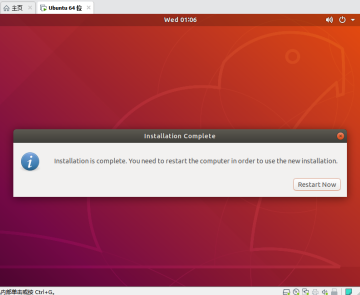 主页
Ubuntu 64 位
Wed 01:06
Installation Complete
Installation is complete. You need to restart the computer in order to use the new installation.
Restart Now
内部单击或按 Ctrl+G。